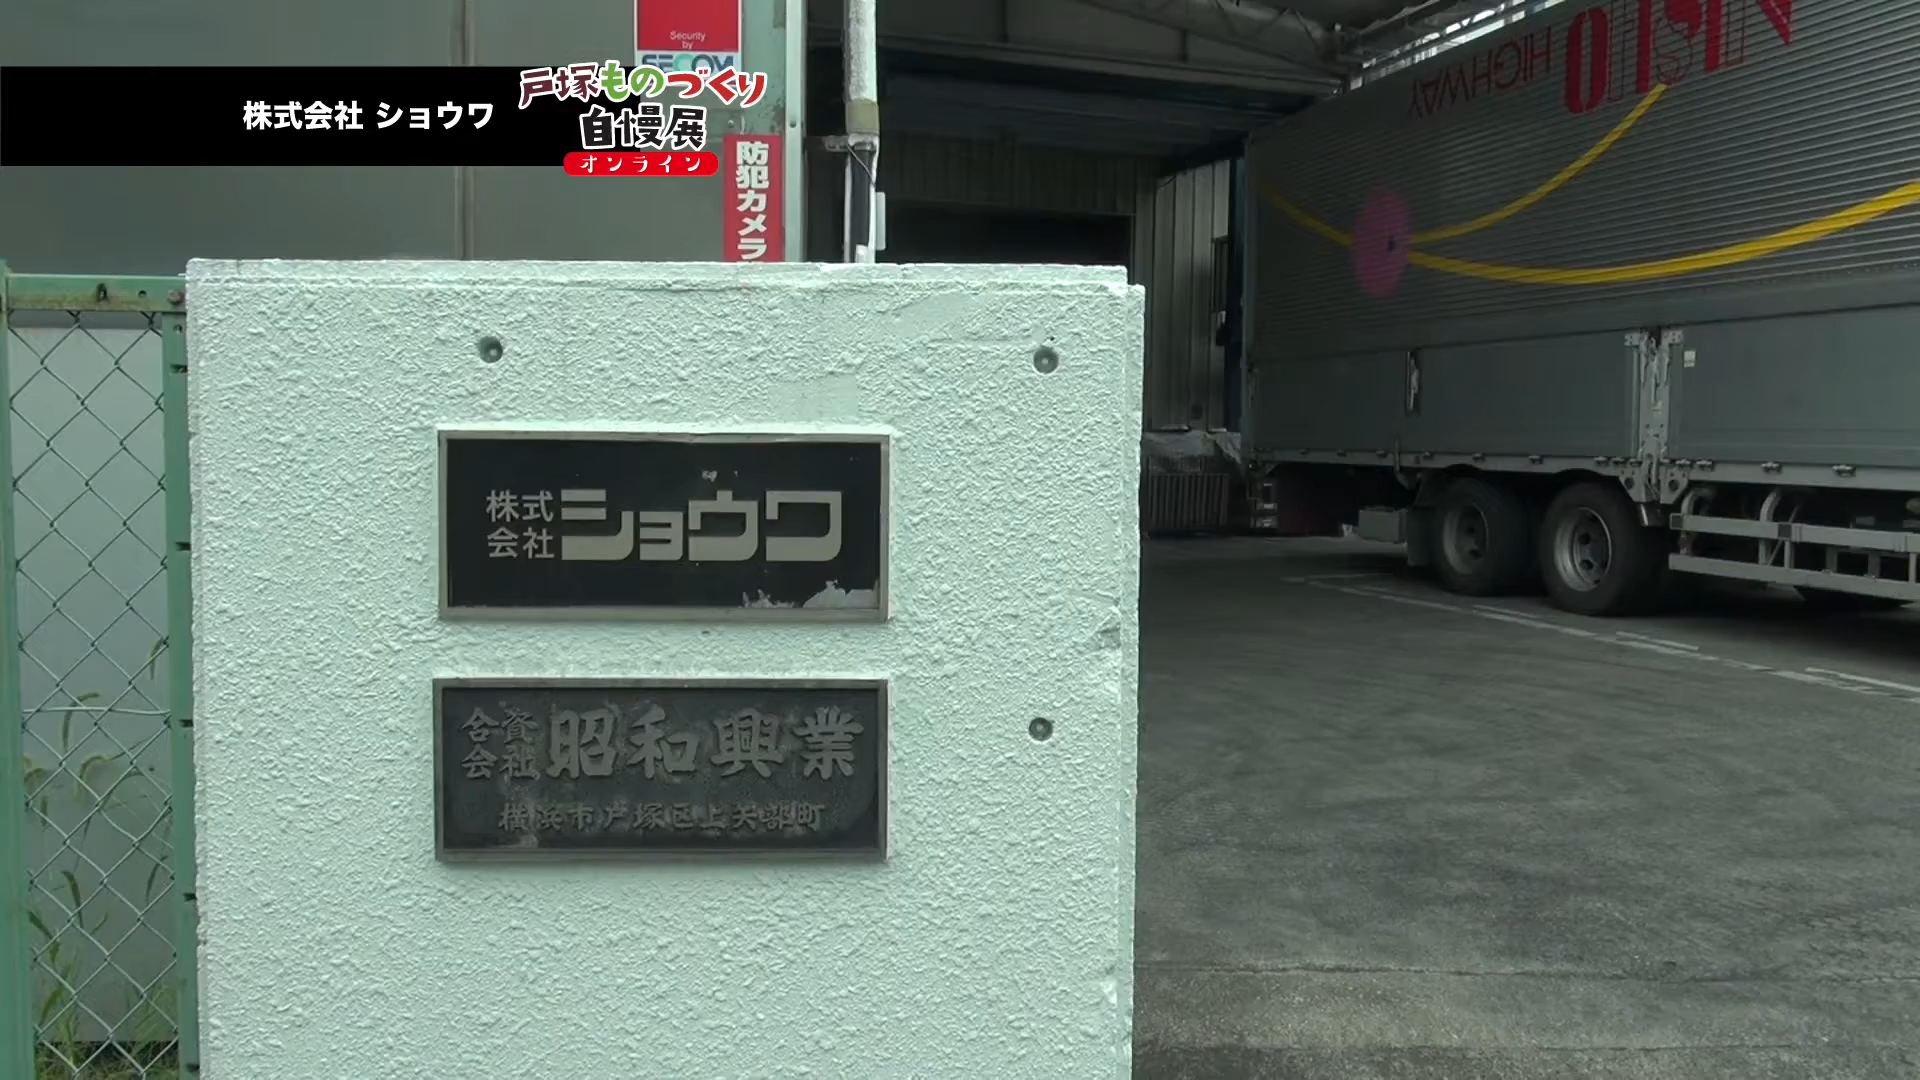 Security
by
SECOM
株式会社 ショウワ
戸塚ものづくり
自慢展
オンライン
防犯カメラ
HIGHWAY
株式会社ショウワ
合資会社昭和興業
横浜市戸塚区上矢部町